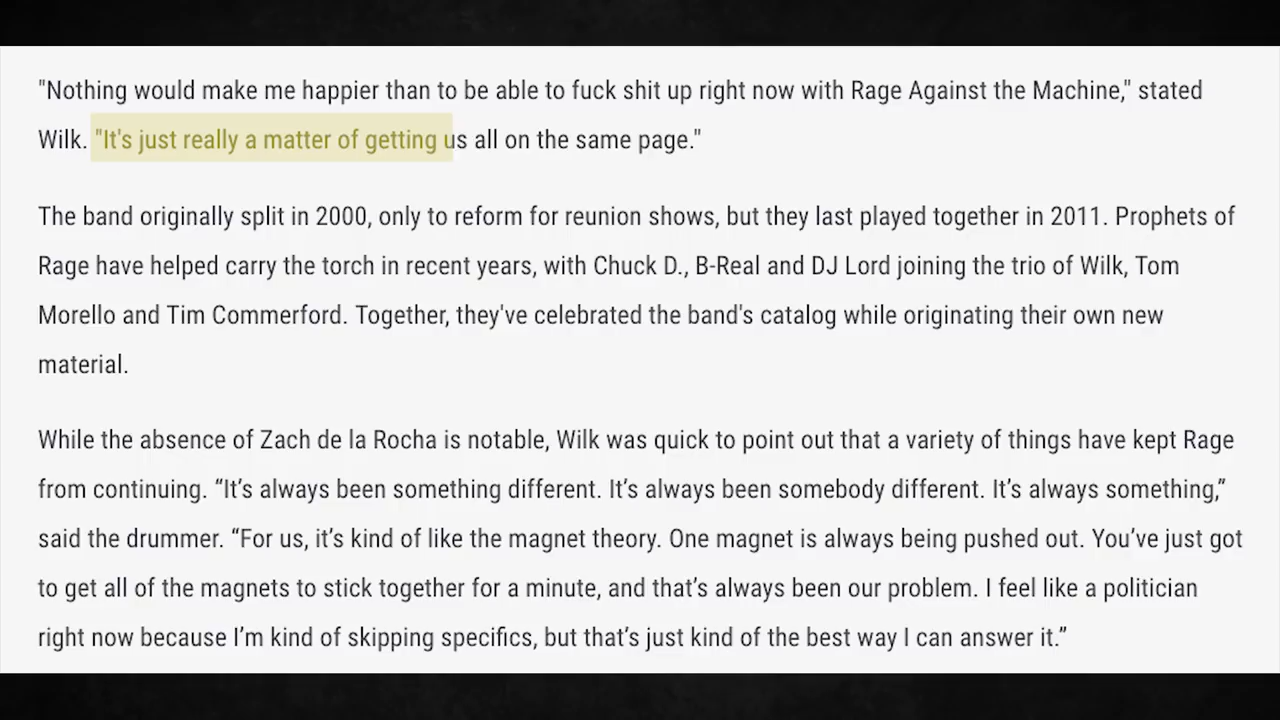 "Nothing would make me happier than to be able to fuck shit up right now with Rage Against the Machine," stated
Wilk. "It's just really a matter of getting us all on the same page."
The band originally split in 2000, only to reform for reunion shows, but they last played together in 2011. Prophets of
Rage have helped carry the torch in recent years, with Chuck D., B-Real and DJ Lord joining the trio of Wilk, Tom
Morello and Tim Commerford. Together, they've celebrated the band's catalog while originating their own new
material.
While the absence of Zach de la Rocha is notable, Wilk was quick to point out that a variety of things have kept Rage
from continuing. “It’s always been something different. It’s always been somebody different. It’s always something,”
said the drummer. “For us, it’s kind of like the magnet theory. One magnet is always being pushed out. You’ve just got
to get all of the magnets to stick together for a minute, and that’s always been our problem. I feel like a politician
right now because I’m kind of skipping specifics, but that’s just kind of the best way I can answer it.”